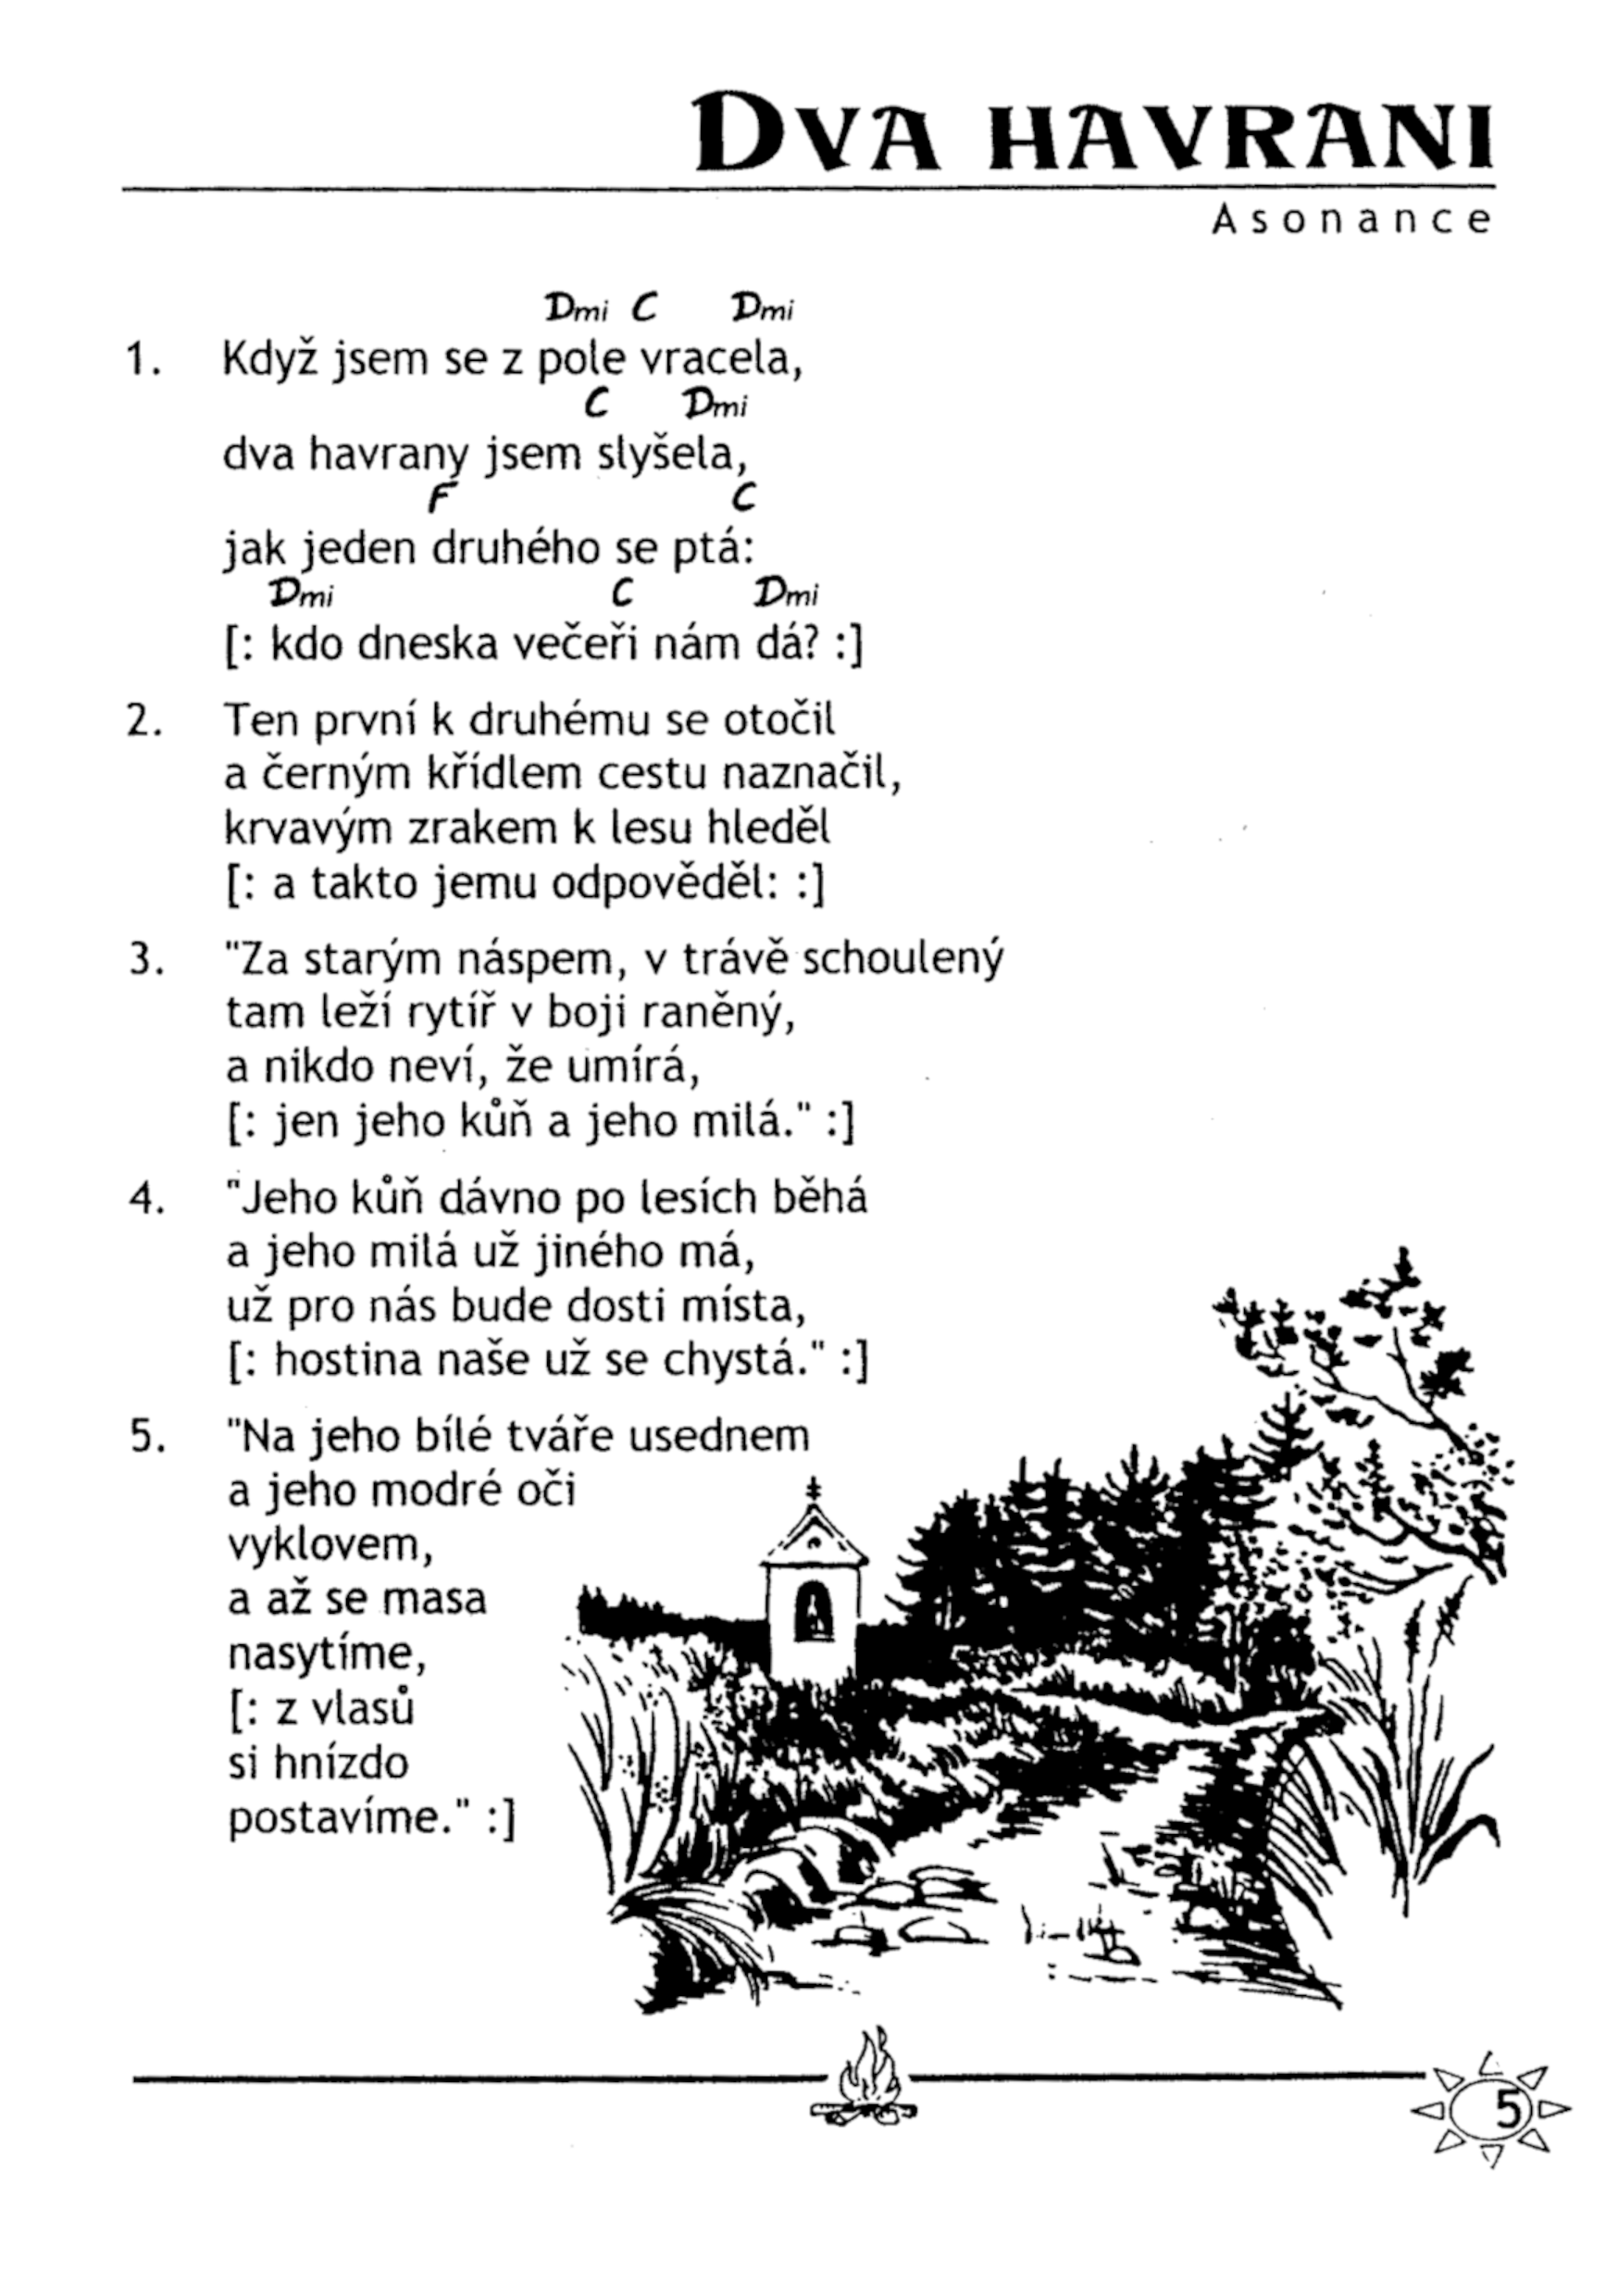 DVA HAVRANI
Asonance
Dmi C Dmi
1. Když jsem se z pole vracela,
C Dmi
dva havrany jsem slyšela,
F C
jak jeden druhého se ptá:
Dmi C Dmi
[: kdo dneska večeři nám dá? :]
2. Ten první k druhému se otočil
a černým křídlem cestu naznačil,
krvavým zrakem k lesu hleděl
[: a takto jemu odpověděl: :]
3. "Za starým náspem, v trávě schoulený
tam leží rytíř v boji raněný,
a nikdo neví, že umírá,
[: jen jeho kůň a jeho milá." :]
4. "Jeho kůň dávno po lesích běhá
a jeho milá už jiného má,
už pro nás bude dosti místa,
[: hostina naše už se chystá." :]
5. "Na jeho bílé tváře usednem
a jeho modré oči
vyklovem,
a až se masa
nasytíme,
[: z vlasů
si hnízdo
postavíme." :]
5